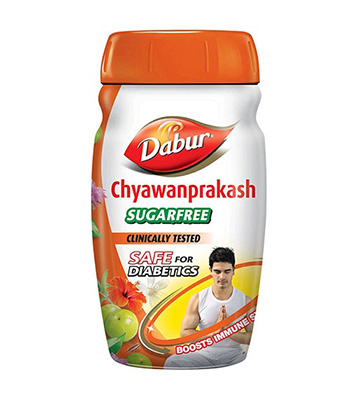 Dabur
Chyawanprakash
SUGARFREE
CLINICALLY TESTED
SAFE FOR
DIABETICS
BOOSTS IMMUNE S